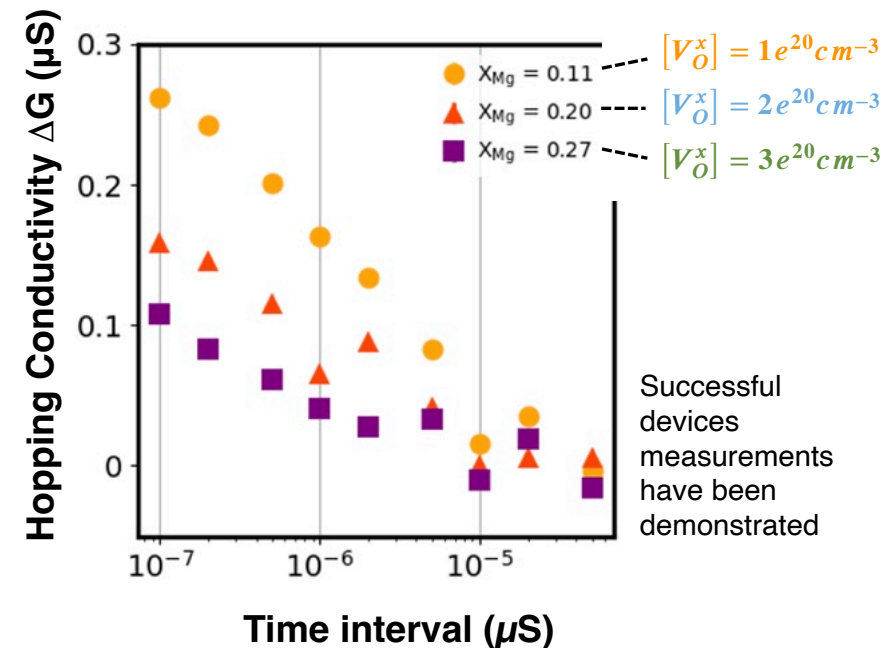 Hopping Conductivity ΔG (µS)
0.3
0.2
0.1
0
X_Mg = 0.11
X_Mg = 0.20
X_Mg = 0.27
[V_O^x] = 1e^20 cm^−3
[V_O^x] = 2e^20 cm^−3
[V_O^x] = 3e^20 cm^−3
Successful
devices
measurements
have been
demonstrated
10^−7
10^−6
10^−5
Time interval (µS)